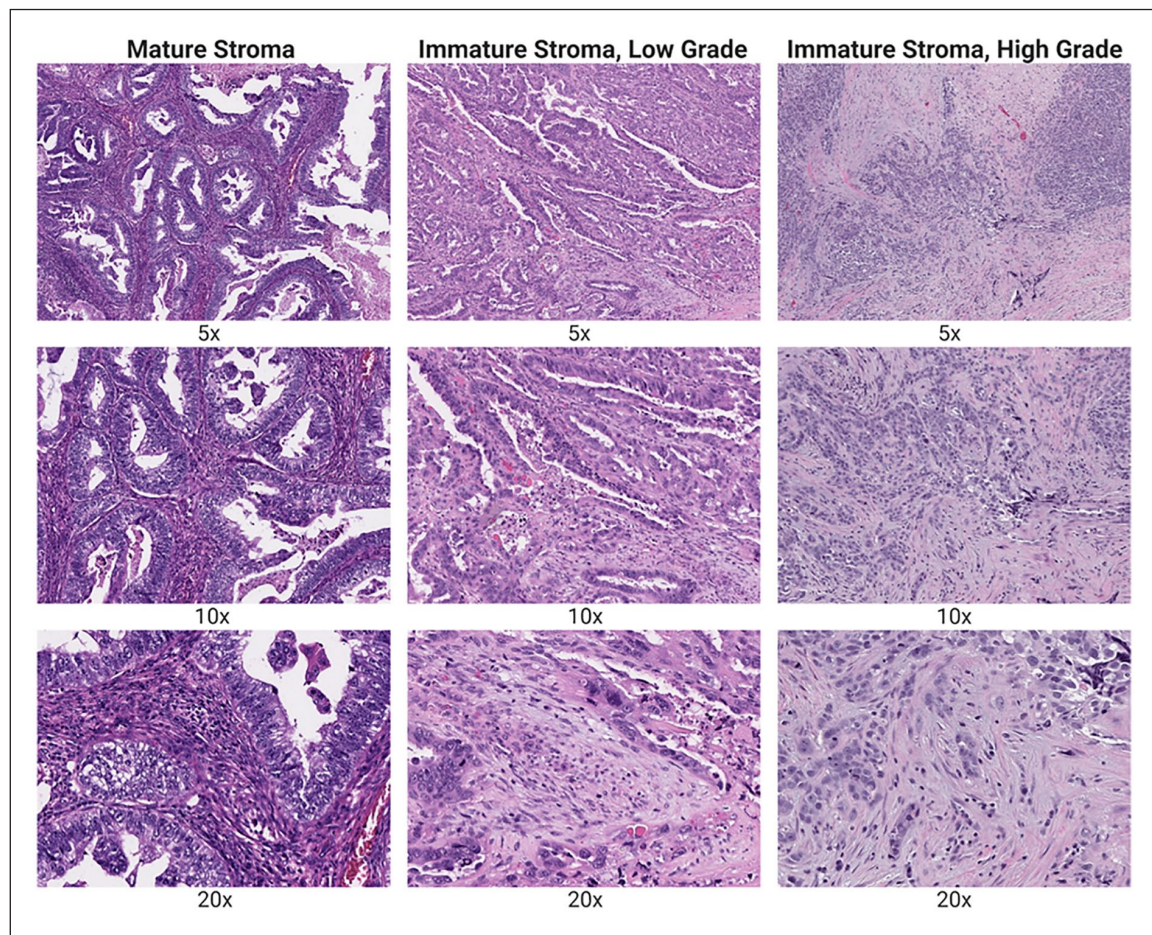 Mature Stroma
Immature Stroma, Low Grade
Immature Stroma, High Grade
5x
5x
5x
10x
10x
10x
20x
20x
20x